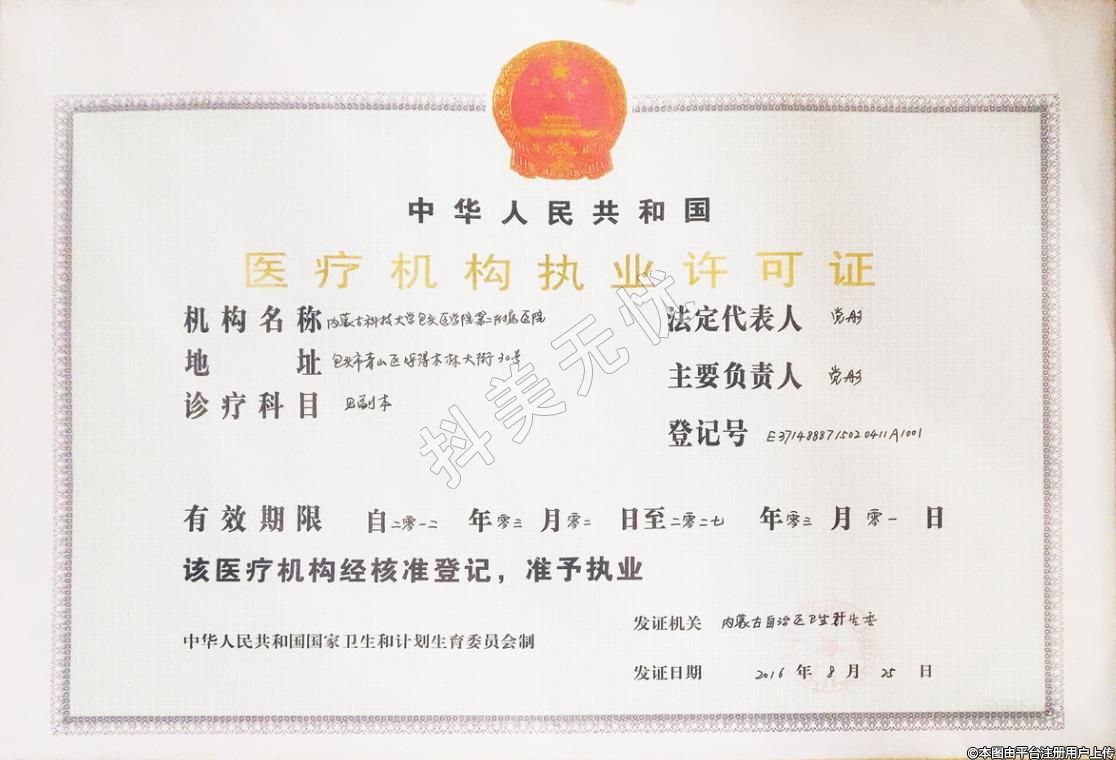 中华人民共和国
医疗机构执业许可证
机构名称 内蒙古科技大学包头医学院第二附属医院
法定代表人 党彤
地址 包头市青山区呼得木林大街30号
主要负责人 党彤
诊疗科目 见副本
登记号 E3714888715020411A1001
有效期限 自二零一二年零三月零二日至二零二七年零三月零一日
该医疗机构经核准登记，准予执业
发证机关 内蒙古自治区卫生计生委
中华人民共和国国家卫生和计划生育委员会制
发证日期 2016年8月25日
抖美无忧
©本图由平台注册用户上传